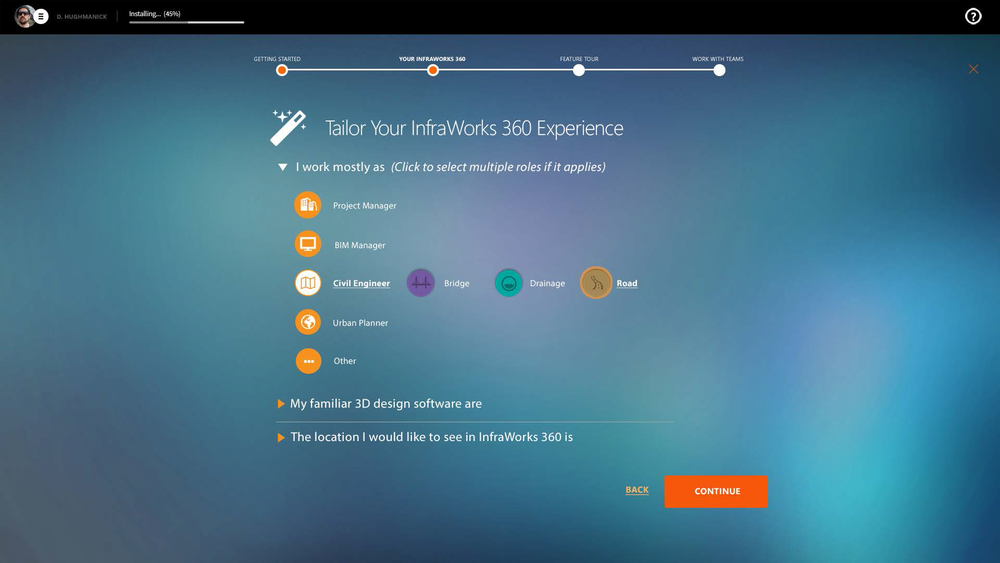 D. HUGHMANICK
Installing... (45%)
?
GETTING STARTED
YOUR INFRAWORKS 360
FEATURE TOUR
WORK WITH TEAMS
Tailor Your InfraWorks 360 Experience
I work mostly as (Click to select multiple roles if it applies)
Project Manager
BIM Manager
Civil Engineer
Bridge
Drainage
Road
Urban Planner
Other
My familiar 3D design software are
The location I would like to see in InfraWorks 360 is
BACK
CONTINUE